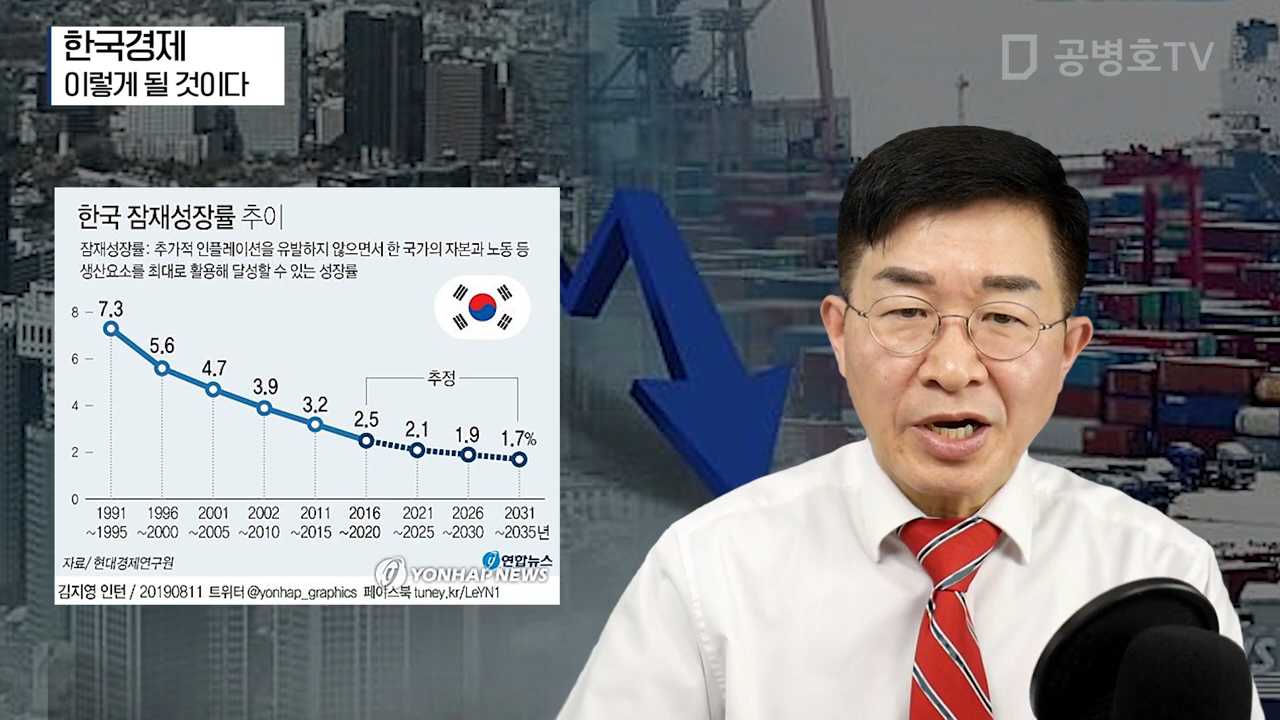 한국경제
이렇게 될 것이다
공병호TV
한국 잠재성장률 추이
잠재성장률 : 추가적 인플레이션을 유발하지 않으면서 한 국가의 자본과 노동 등
생산요소를 최대로 활용해 달성할 수 있는 성장률
8
6
4
2
0
7.3
5.6
4.7
3.9
3.2
2.5
2.1
1.9
1.7%
추정
1991 1996 2001 2002 2011 2016 2021 2026 2031
~1995 ~2000 ~2005 ~2010 ~2015 ~2020 ~2025 ~2030 ~2035년
자료/ 현대경제연구원
연합뉴스
YONHAP NEWS
김지영 인턴 / 20190811 트위터 @yonhap_graphics 페이스북 tuney.kr/LeYN1